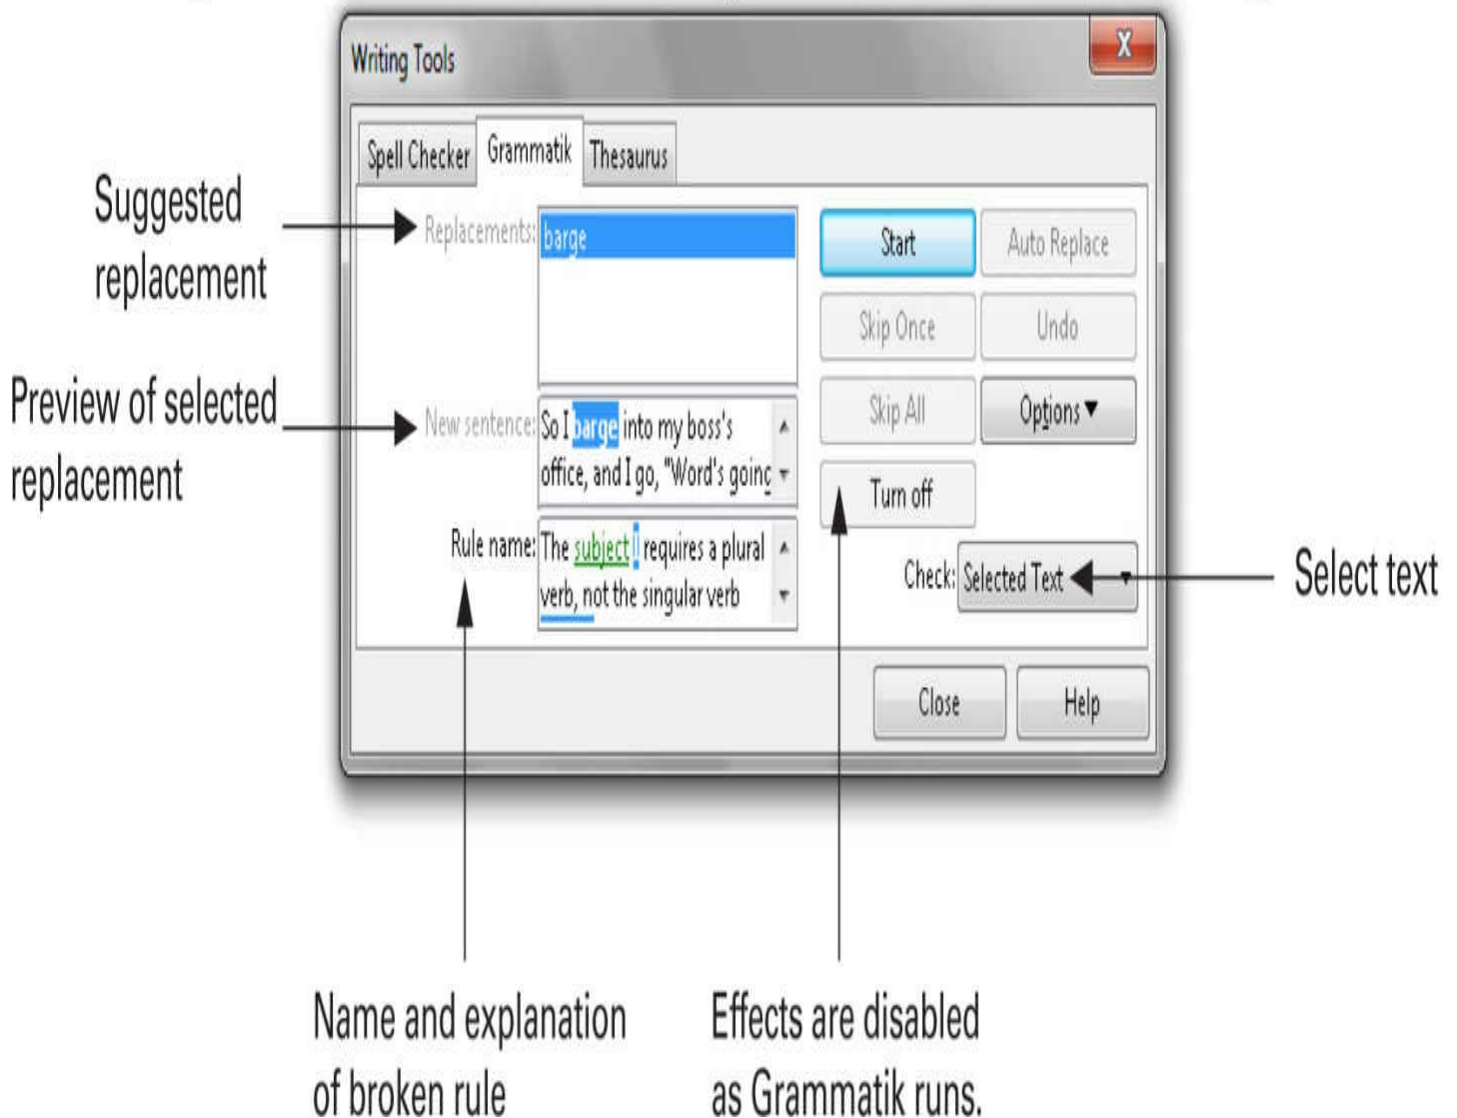 Writing Tools
X
Spell Checker
Grammatik
Thesaurus
Suggested
replacement
Replacements:
barge
Start
Auto Replace
Skip Once
Undo
Preview of selected
replacement
New sentence:
So I barge into my boss's
office, and I go, "Word's going
Skip All
Options
Turn off
Rule name:
The subject I requires a plural
verb, not the singular verb
Check:
Selected Text
Select text
Close
Help
Name and explanation
of broken rule
Effects are disabled
as Grammatik runs.